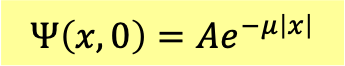 Ψ(x, 0) = Ae^{−μ|x|}